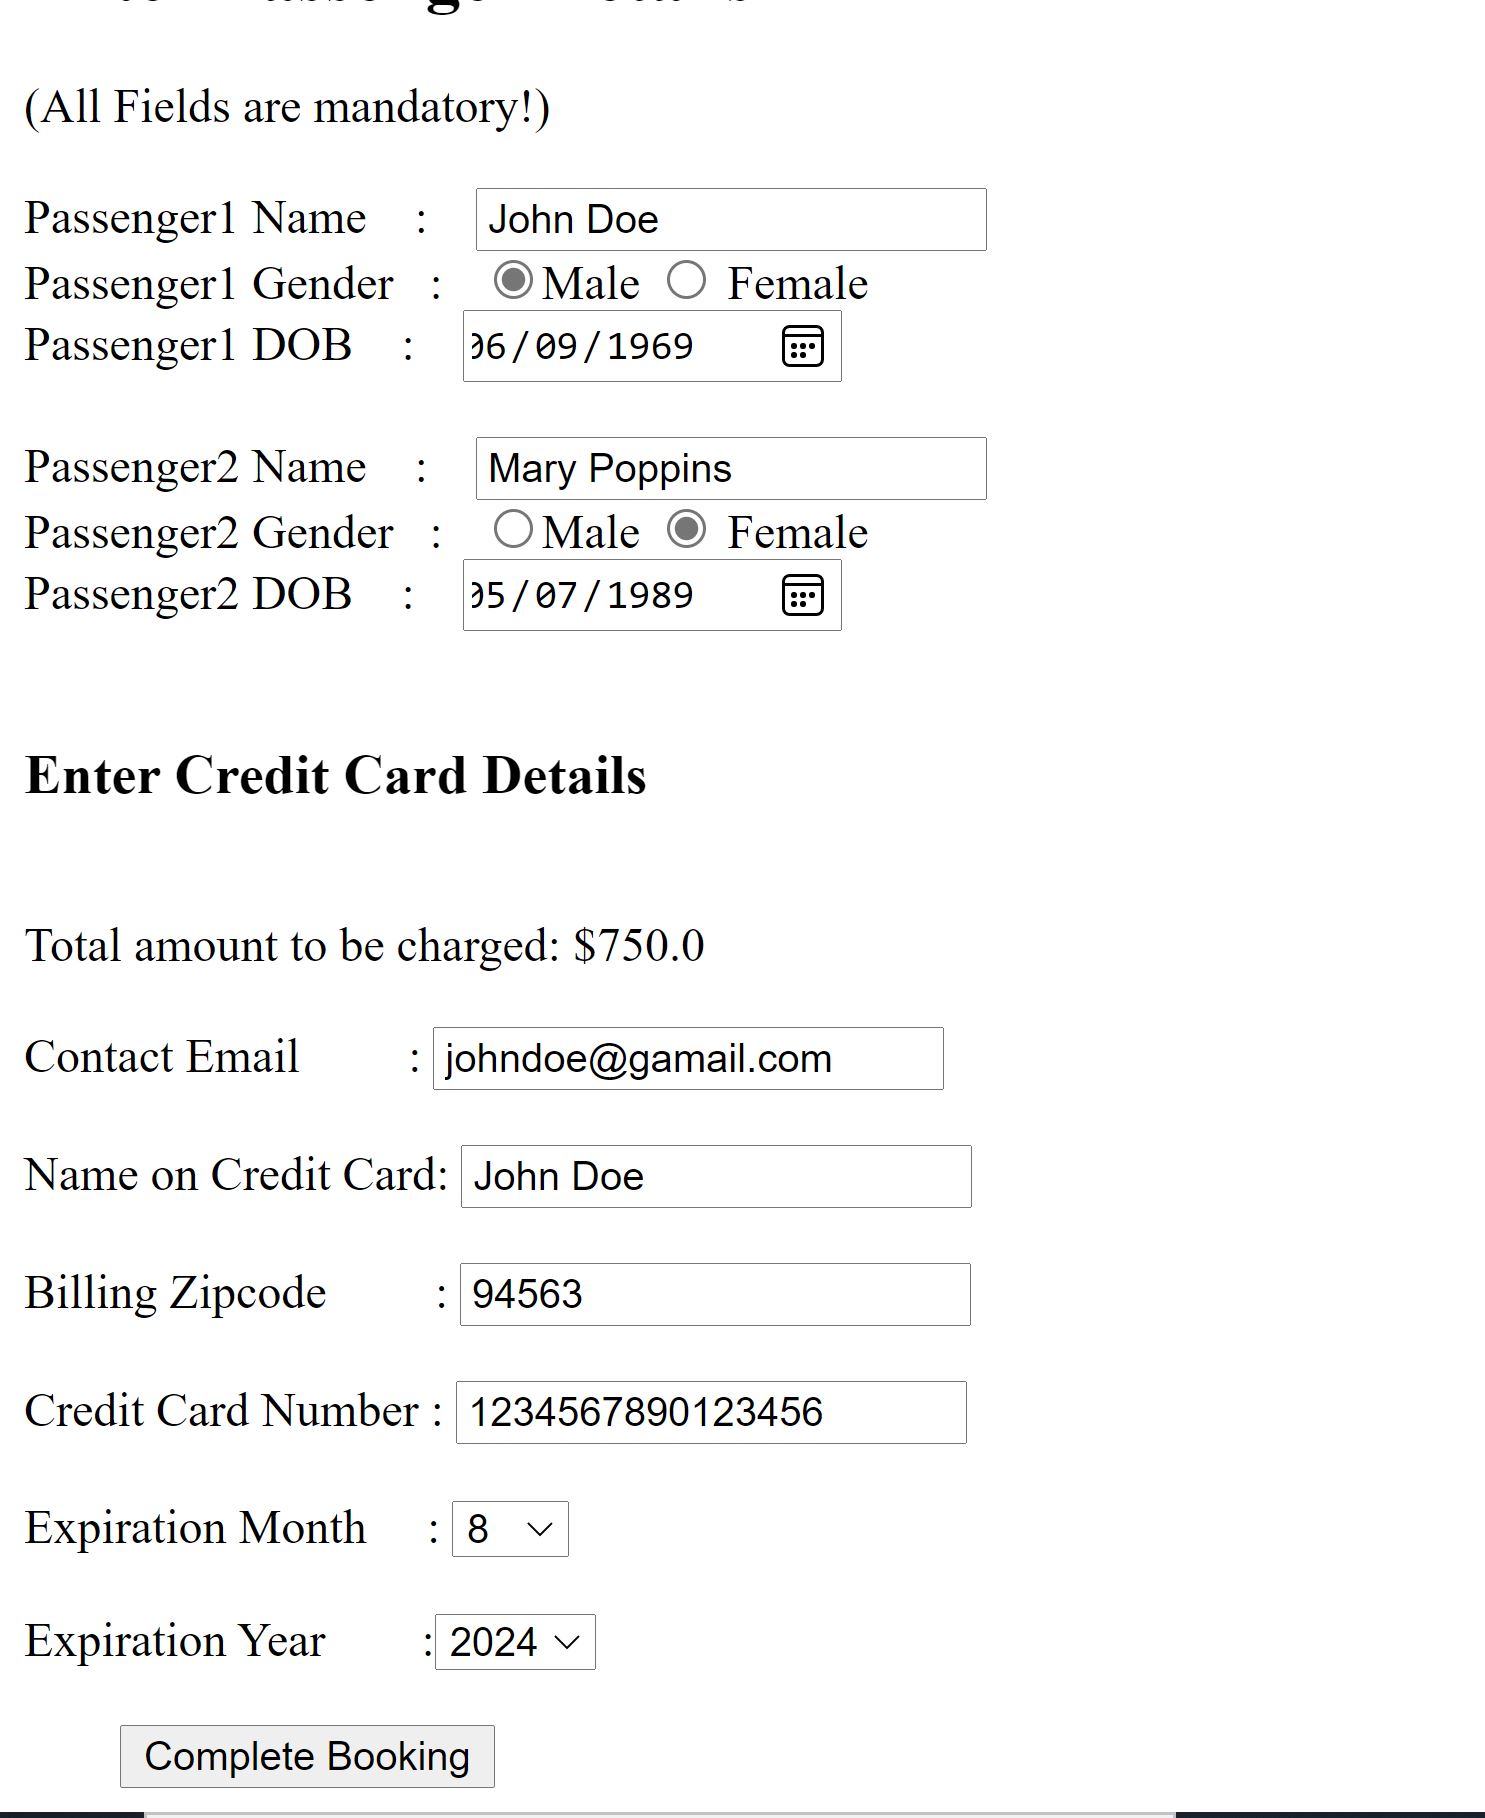 (All Fields are mandatory!)
Passenger1 Name : John Doe
Passenger1 Gender : Male Female
Passenger1 DOB : 06/09/1969
Passenger2 Name : Mary Poppins
Passenger2 Gender : Male Female
Passenger2 DOB : 05/07/1989
Enter Credit Card Details
Total amount to be charged: $750.0
Contact Email : johndoe@gamail.com
Name on Credit Card: John Doe
Billing Zipcode : 94563
Credit Card Number : 1234567890123456
Expiration Month : 8
Expiration Year : 2024
Complete Booking